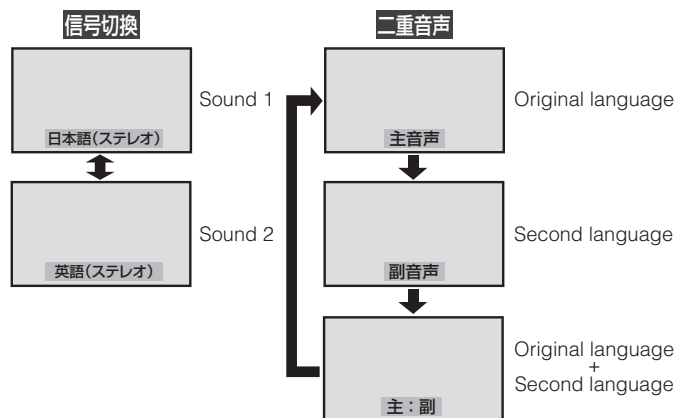 信号切換
日本語(ステレオ)
Sound 1
英語(ステレオ)
Sound 2
二重音声
主音声
Original language
副音声
Second language
主：副
Original language
+
Second language